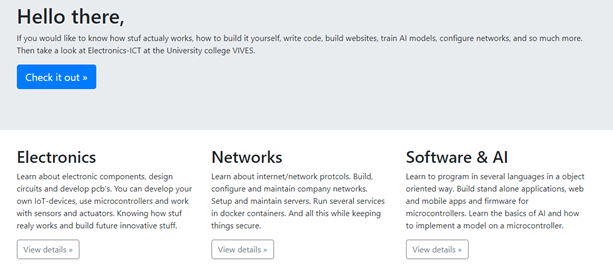 Hello there,
If you would like to know how stuf actualy works, how to build it yourself, write code, build websites, train AI models, configure networks, and so much more.
Then take a look at Electronics-ICT at the University college VIVES.
Check it out »
Electronics
Learn about electronic components, design
circuits and develop pcb's. You can develop your
own IoT-devices, use microcontrollers and work
with sensors and actuators. Knowing how stuf
realy works and build future innovative stuff.
View details »
Networks
Learn about internet/network protcols. Build,
configure and maintain company networks.
Setup and maintain servers. Run several services
in docker containers. And all this while keeping
things secure.
View details »
Software & AI
Learn to program in several languages in a object
oriented way. Build stand alone applications, web
and mobile apps and firmware for
microcontrollers. Learn the basics of AI and how
to implement a model on a microcontroller.
View details »